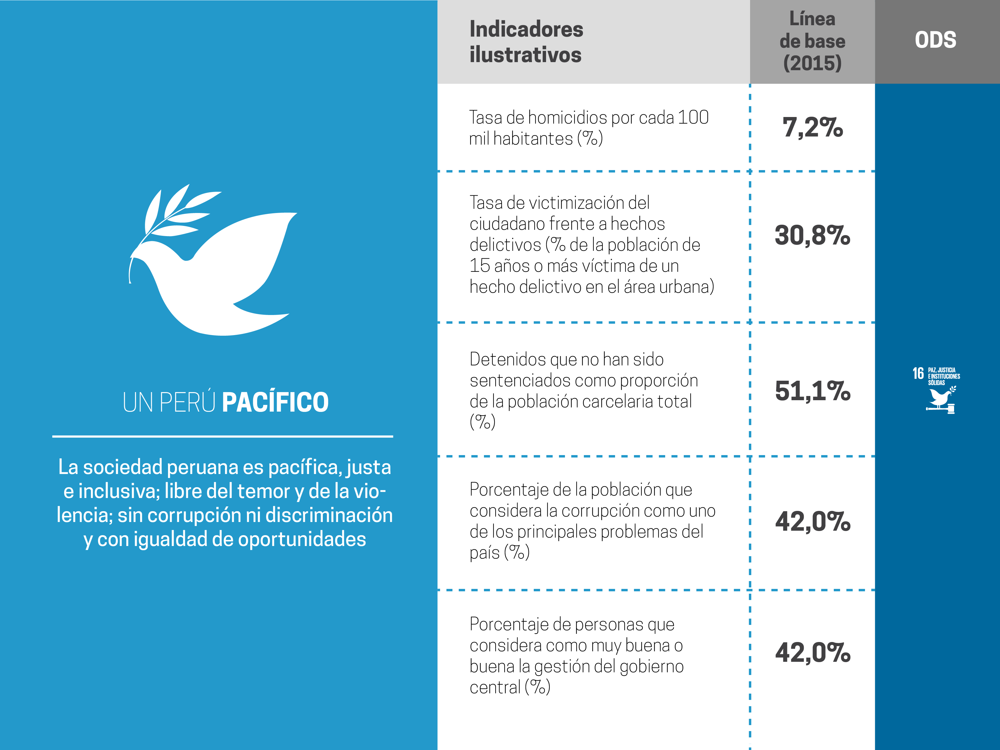 UN PERÚ PACÍFICO
La sociedad peruana es pacífica, justa
e inclusiva; libre del temor y de la vio-
lencia; sin corrupción ni discriminación
y con igualdad de oportunidades
Indicadores
ilustrativos
Línea
de base
(2015)
ODS
Tasa de homicidios por cada 100
mil habitantes (%)
7,2%
Tasa de victimización del
ciudadano frente a hechos
delictivos (% de la población de
15 años o más víctima de un
hecho delictivo en el área urbana)
30,8%
Detenidos que no han sido
sentenciados como proporción
de la población carcelaria total
(%)
51,1%
Porcentaje de la población que
considera la corrupción como uno
de los principales problemas del
país (%)
42,0%
Porcentaje de personas que
considera como muy buena o
buena la gestión del gobierno
central (%)
42,0%
16 PAZ, JUSTICIA
E INSTITUCIONES
SÓLIDAS